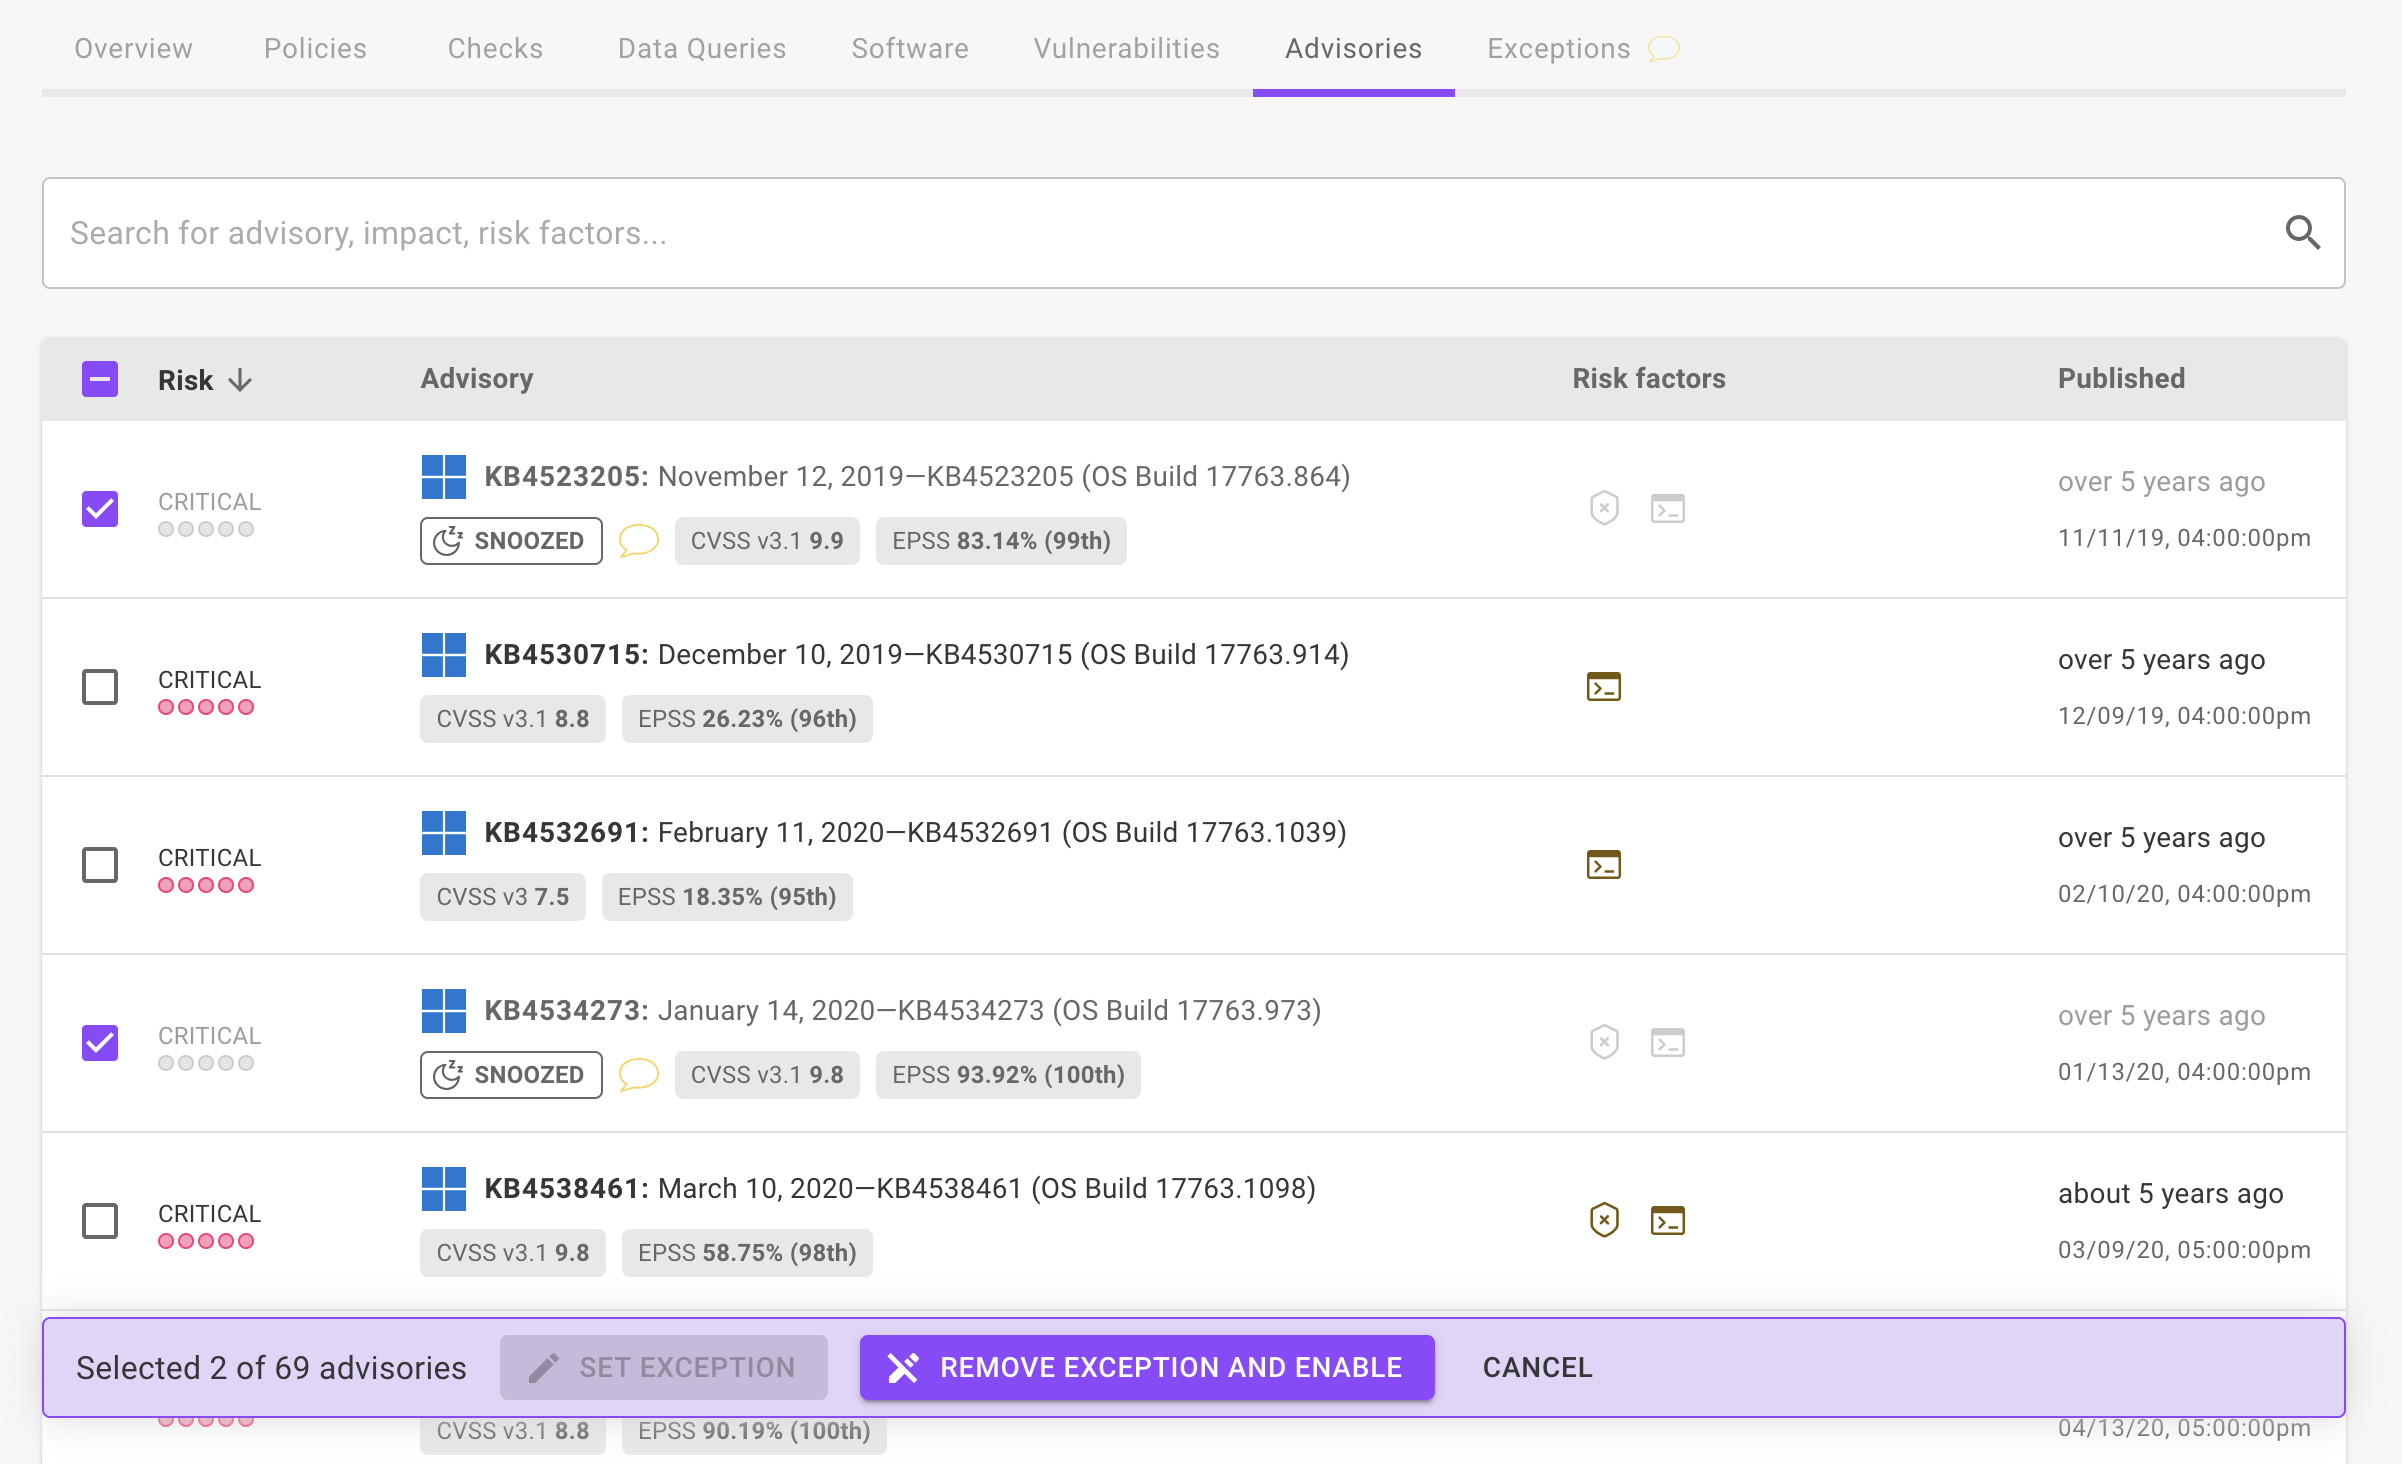 Overview Policies Checks Data Queries Software Vulnerabilities Advisories Exceptions
Search for advisory, impact, risk factors...
Risk Advisory Risk factors Published
CRITICAL
KB4523205: November 12, 2019—KB4523205 (OS Build 17763.864)
SNOOZED CVSS v3.1 9.9 EPSS 83.14% (99th)
over 5 years ago
11/11/19, 04:00:00pm
CRITICAL
KB4530715: December 10, 2019—KB4530715 (OS Build 17763.914)
CVSS v3.1 8.8 EPSS 26.23% (96th)
over 5 years ago
12/09/19, 04:00:00pm
CRITICAL
KB4532691: February 11, 2020—KB4532691 (OS Build 17763.1039)
CVSS v3 7.5 EPSS 18.35% (95th)
over 5 years ago
02/10/20, 04:00:00pm
CRITICAL
KB4534273: January 14, 2020—KB4534273 (OS Build 17763.973)
SNOOZED CVSS v3.1 9.8 EPSS 93.92% (100th)
over 5 years ago
01/13/20, 04:00:00pm
CRITICAL
KB4538461: March 10, 2020—KB4538461 (OS Build 17763.1098)
CVSS v3.1 9.8 EPSS 58.75% (98th)
about 5 years ago
03/09/20, 05:00:00pm
Selected 2 of 69 advisories SET EXCEPTION REMOVE EXCEPTION AND ENABLE CANCEL
CVSS v3.1 8.8 EPSS 90.19% (100th)
04/13/20, 05:00:00pm